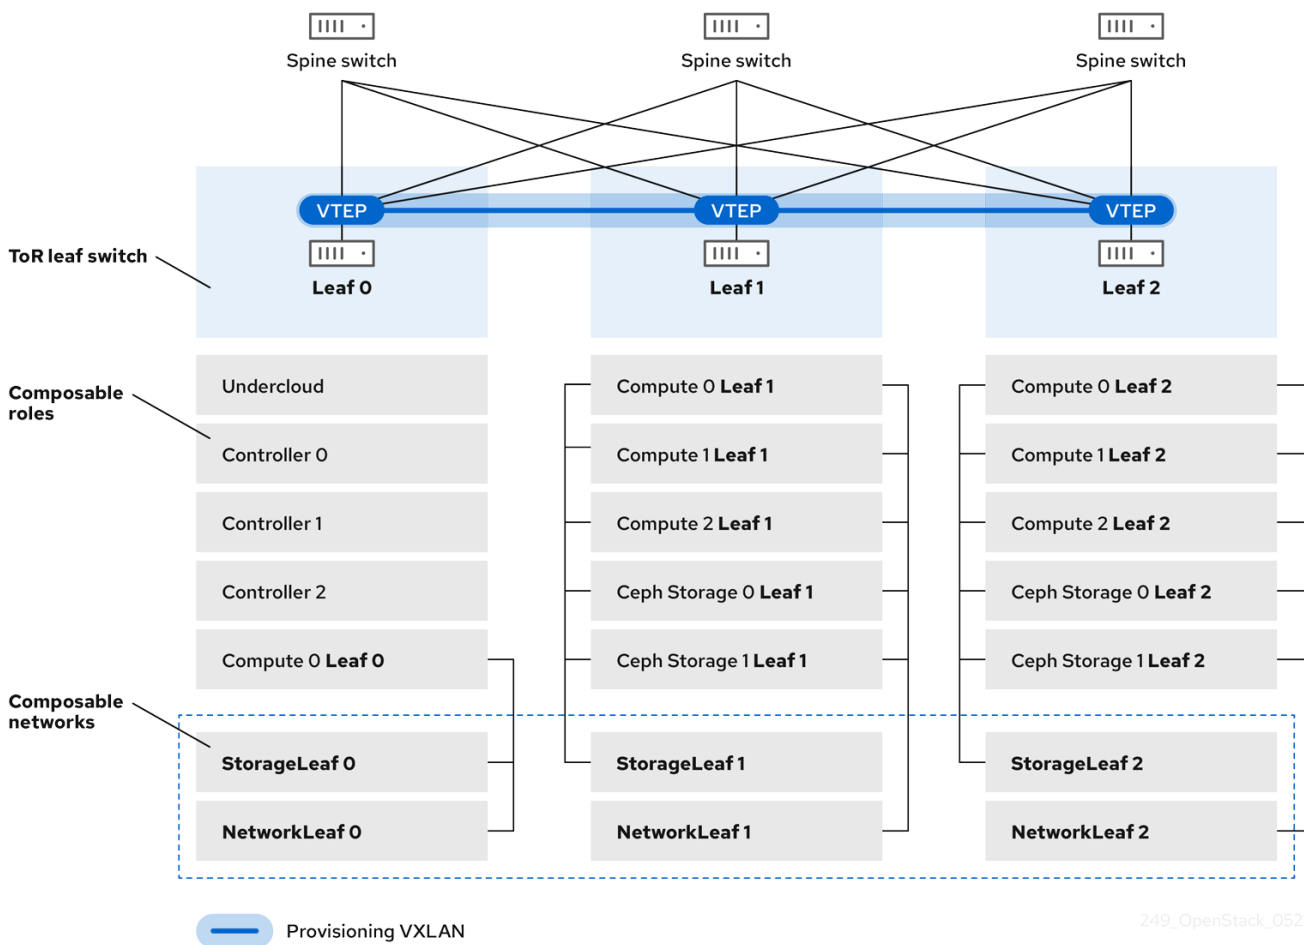 Spine switch
Spine switch
Spine switch
VTEP
VTEP
VTEP
ToR leaf switch
Leaf 0
Leaf 1
Leaf 2
Composable
roles
Undercloud
Compute 0 Leaf 1
Compute 0 Leaf 2
Controller 0
Compute 1 Leaf 1
Compute 1 Leaf 2
Controller 1
Compute 2 Leaf 1
Compute 2 Leaf 2
Controller 2
Ceph Storage 0 Leaf 1
Ceph Storage 0 Leaf 2
Compute 0 Leaf 0
Ceph Storage 1 Leaf 1
Ceph Storage 1 Leaf 2
Composable
networks
StorageLeaf 0
StorageLeaf 1
StorageLeaf 2
NetworkLeaf 0
NetworkLeaf 1
NetworkLeaf 2
Provisioning VXLAN
249_OpenStack_052